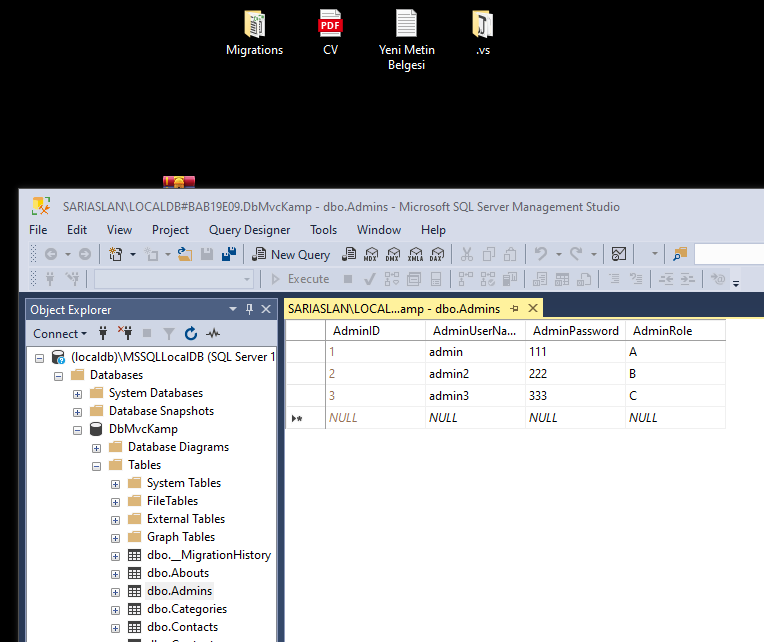 Migrations
CV
Yeni Metin
Belgesi
.vs
PDF
SARIASLAN\LOCALDB#BAB19E09.DbMvcKamp - dbo.Admins - Microsoft SQL Server Management Studio
File Edit View Project Query Designer Tools Window Help
New Query MDX DMX XMLA DAX
Execute
Object Explorer
Connect
(localdb)\MSSQLLocalDB (SQL Server 1
Databases
System Databases
Database Snapshots
DbMvcKamp
Database Diagrams
Tables
System Tables
FileTables
External Tables
Graph Tables
dbo.__MigrationHistory
dbo.Abouts
dbo.Admins
dbo.Categories
dbo.Contacts
SARIASLAN\LOCAL...amp - dbo.Admins
AdminID AdminUserNa... AdminPassword AdminRole
1 admin 111 A
2 admin2 222 B
3 admin3 333 C
NULL NULL NULL NULL